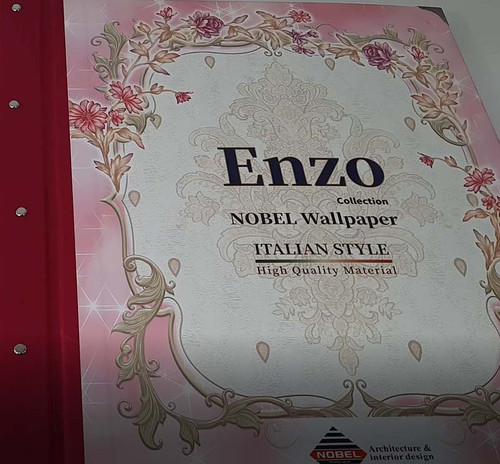 Enzo
Collection
NOBEL Wallpaper
ITALIAN STYLE
High Quality Material
NOBEL
Architecture &
interior design